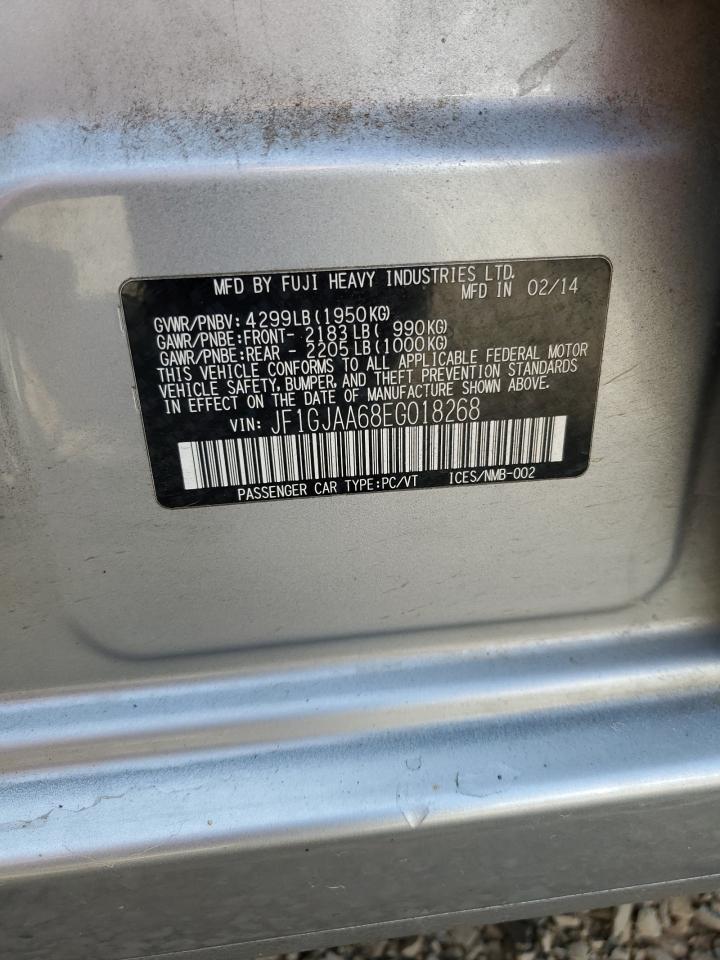 MFD BY FUJI HEAVY INDUSTRIES LTD.
MFD IN 02/14
GVWR/PNBV: 4299LB(1950KG)
GAWR/PNBE:FRONT- 2183LB( 990KG)
GAWR/PNBE:REAR - 2205LB(1000KG)
THIS VEHICLE CONFORMS TO ALL APPLICABLE FEDERAL MOTOR
VEHICLE SAFETY, BUMPER, AND THEFT PREVENTION STANDARDS
IN EFFECT ON THE DATE OF MANUFACTURE SHOWN ABOVE.
VIN: JF1GJAA68EG018268
PASSENGER CAR TYPE:PC/VT ICES/NMB-002